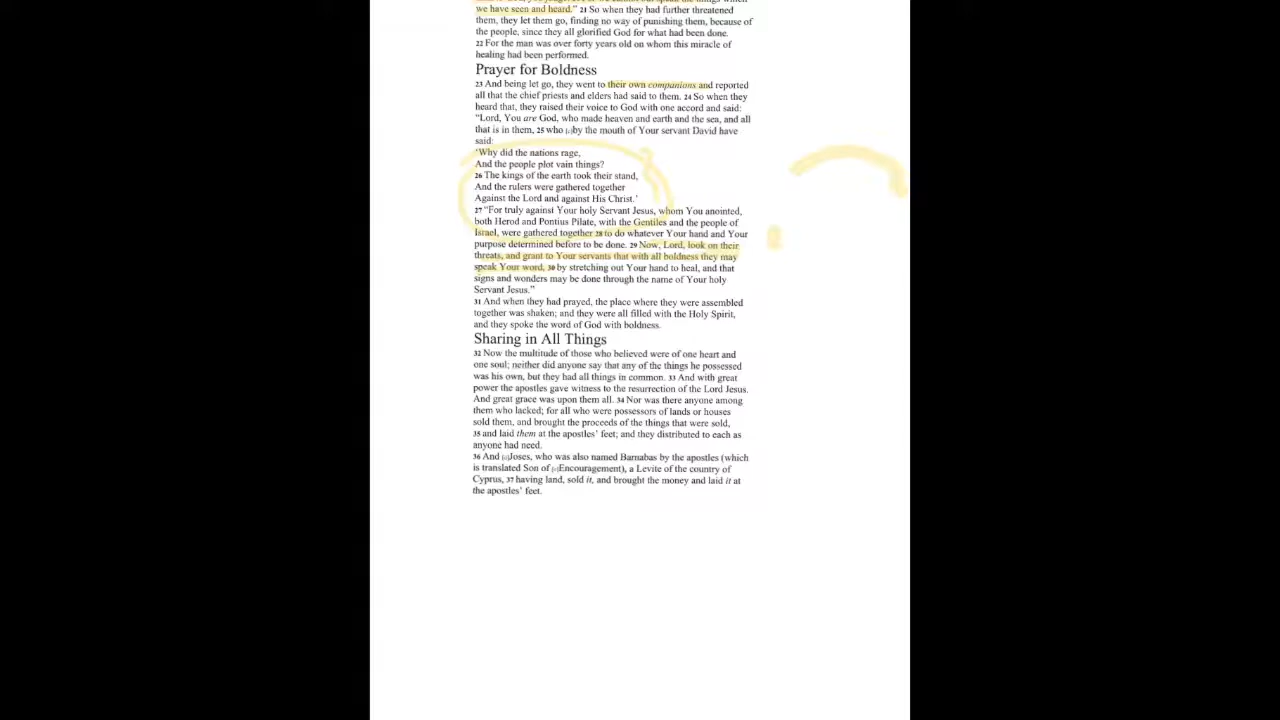 we have seen and heard.” 21 So when they had further threatened
them, they let them go, finding no way of punishing them, because of
the people, since they all glorified God for what had been done.
22 For the man was over forty years old on whom this miracle of
healing had been performed.
Prayer for Boldness
23 And being let go, they went to their own companions and reported
all that the chief priests and elders had said to them. 24 So when they
heard that, they raised their voice to God with one accord and said:
“Lord, You are God, who made heaven and earth and the sea, and all
that is in them, 25 who by the mouth of Your servant David have
said:
‘Why did the nations rage,
And the people plot vain things?
26 The kings of the earth took their stand,
And the rulers were gathered together
Against the Lord and against His Christ.’
27 “For truly against Your holy Servant Jesus, whom You anointed,
both Herod and Pontius Pilate, with the Gentiles and the people of
Israel, were gathered together 28 to do whatever Your hand and Your
purpose determined before to be done. 29 Now, Lord, look on their
threats, and grant to Your servants that with all boldness they may
speak Your word, 30 by stretching out Your hand to heal, and that
signs and wonders may be done through the name of Your holy
Servant Jesus.”
31 And when they had prayed, the place where they were assembled
together was shaken; and they were all filled with the Holy Spirit,
and they spoke the word of God with boldness.
Sharing in All Things
32 Now the multitude of those who believed were of one heart and
one soul; neither did anyone say that any of the things he possessed
was his own, but they had all things in common. 33 And with great
power the apostles gave witness to the resurrection of the Lord Jesus.
And great grace was upon them all. 34 Nor was there anyone among
them who lacked; for all who were possessors of lands or houses
sold them, and brought the proceeds of the things that were sold,
35 and laid them at the apostles’ feet; and they distributed to each as
anyone had need.
36 And Joses, who was also named Barnabas by the apostles (which
is translated Son of Encouragement), a Levite of the country of
Cyprus, 37 having land, sold it, and brought the money and laid it at
the apostles’ feet.